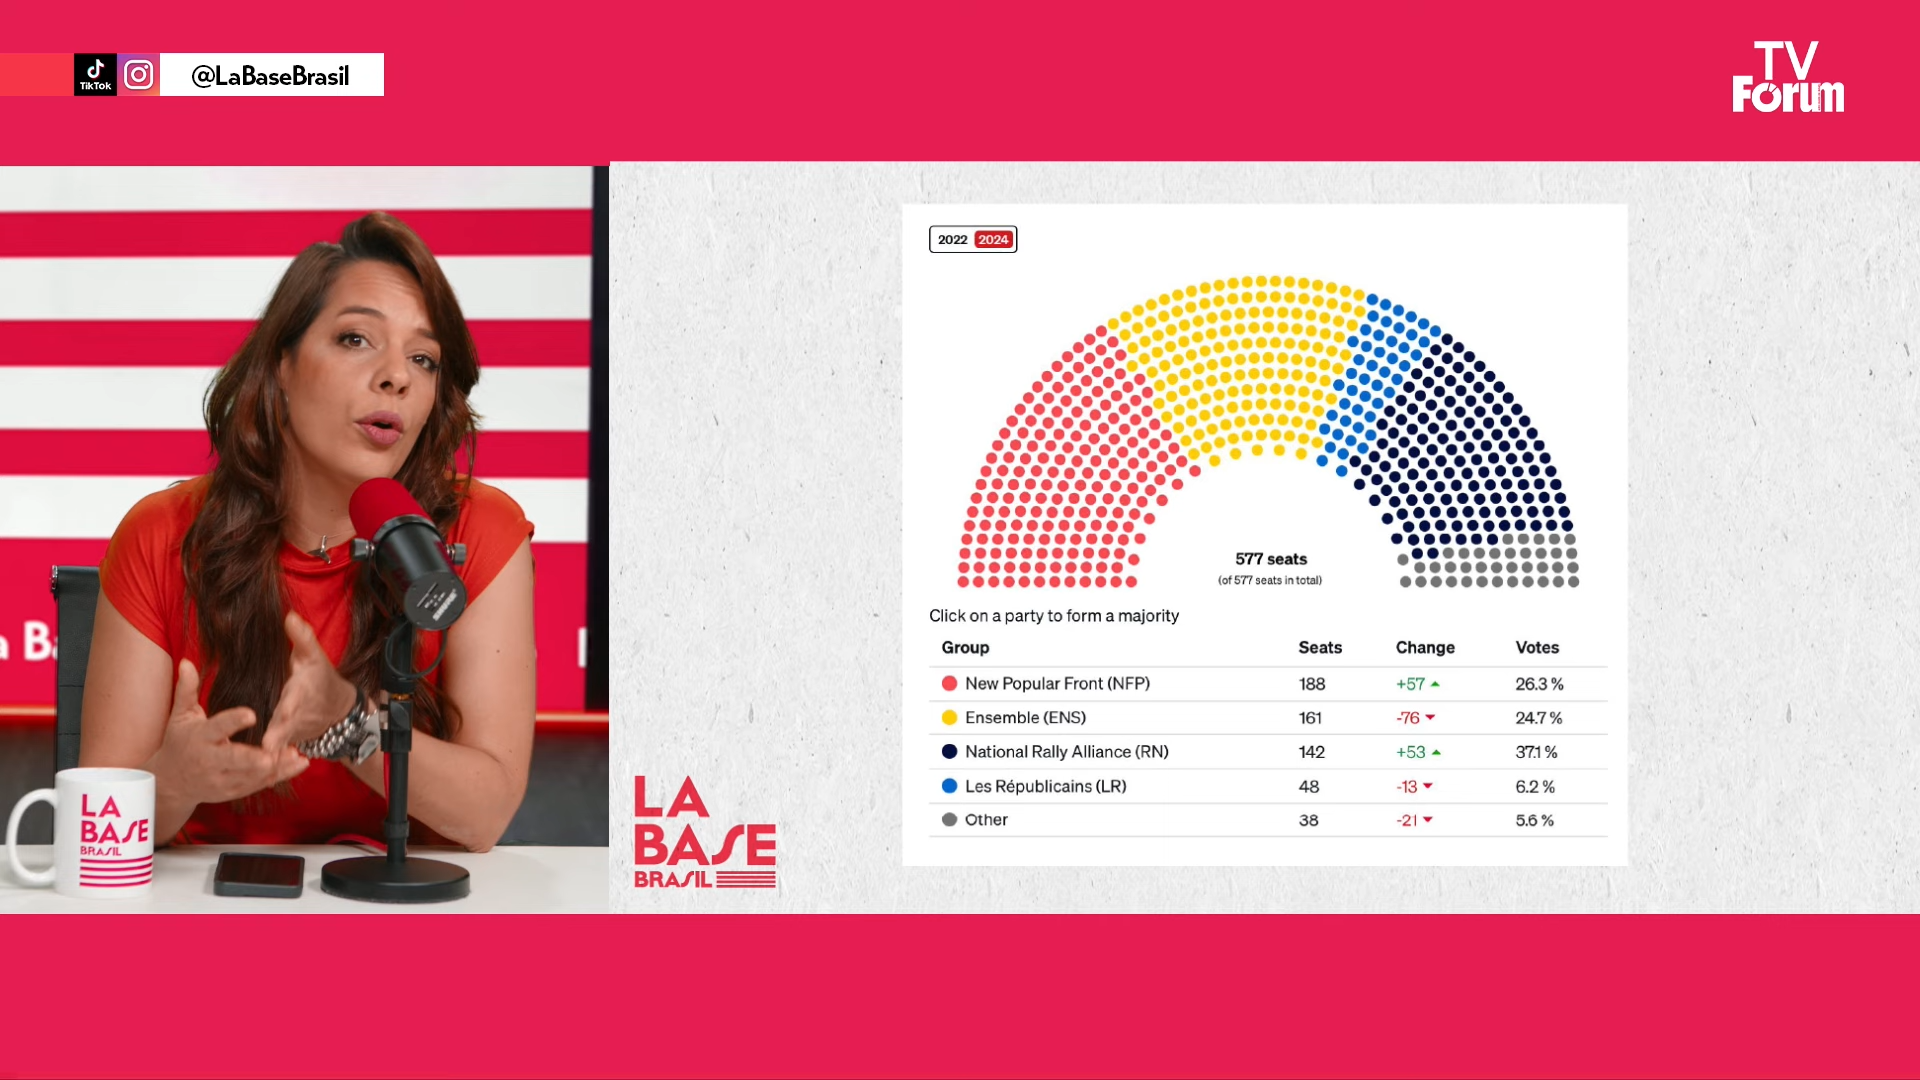 TikTok
@LaBaseBrasil
TV
Fórum
2022 2024
577 seats
(of 577 seats in total)
Click on a party to form a majority
Group Seats Change Votes
New Popular Front (NFP) 188 +57 26.3 %
Ensemble (ENS) 161 -76 24.7 %
National Rally Alliance (RN) 142 +53 37.1 %
Les Républicains (LR) 48 -13 6.2 %
Other 38 -21 5.6 %
LA
BASE
BRASIL
LA
BASE
BRASIL